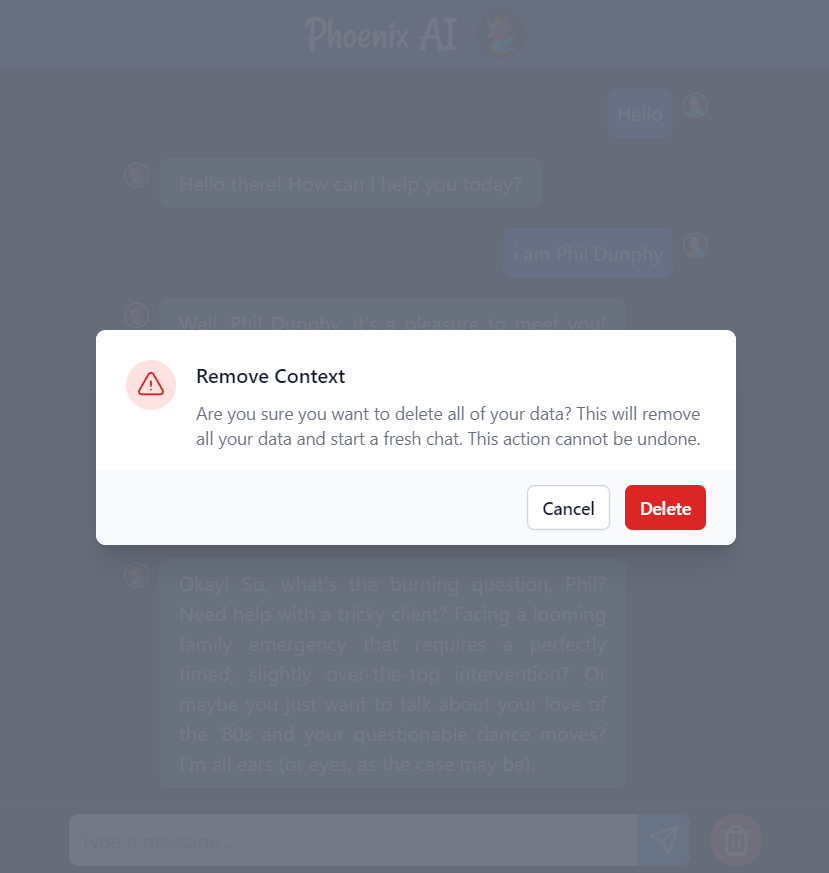 Phoenix AI
Hello
Hello there! How can I help you today?
i am Phil Dunphy
Well, Phil Dunphy, it's a pleasure to meet you!
Remove Context
Are you sure you want to delete all of your data? This will remove
all your data and start a fresh chat. This action cannot be undone.
Cancel
Delete
Okay! So, what's the burning question, Phil?
Need help with a tricky client? Facing a looming
family emergency that requires a perfectly
timed, slightly over-the-top intervention? Or
maybe you just want to talk about your love of
the '80s and your questionable dance moves?
I'm all ears (or eyes, as the case may be).
Type a message...